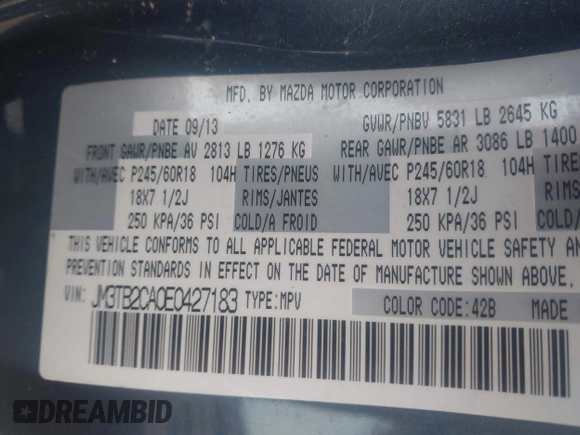 MFD. BY MAZDA MOTOR CORPORATION
DATE 09/13 GVWR/PNBV 5831 LB 2645 KG
FRONT GAWR/PNBE AV 2813 LB 1276 KG REAR GAWR/PNBE AR 3086 LB 1400
WITH/AVEC P245/60R18 104H TIRES/PNEUS WITH/AVEC P245/60R18 104H TIRES/
18X7 1/2J RIMS/JANTES 18X7 1/2J RIMS/
250 KPA/36 PSI COLD/A FROID 250 KPA/36 PSI COLD/
THIS VEHICLE CONFORMS TO ALL APPLICABLE FEDERAL MOTOR VEHICLE SAFETY AN
PREVENTION STANDARDS IN EFFECT ON THE DATE OF MANUFACTURE SHOWN ABOVE.
VIN: JM3TB2CA0E0427183 TYPE:MPV COLOR CODE:42B MADE
DREAMBID